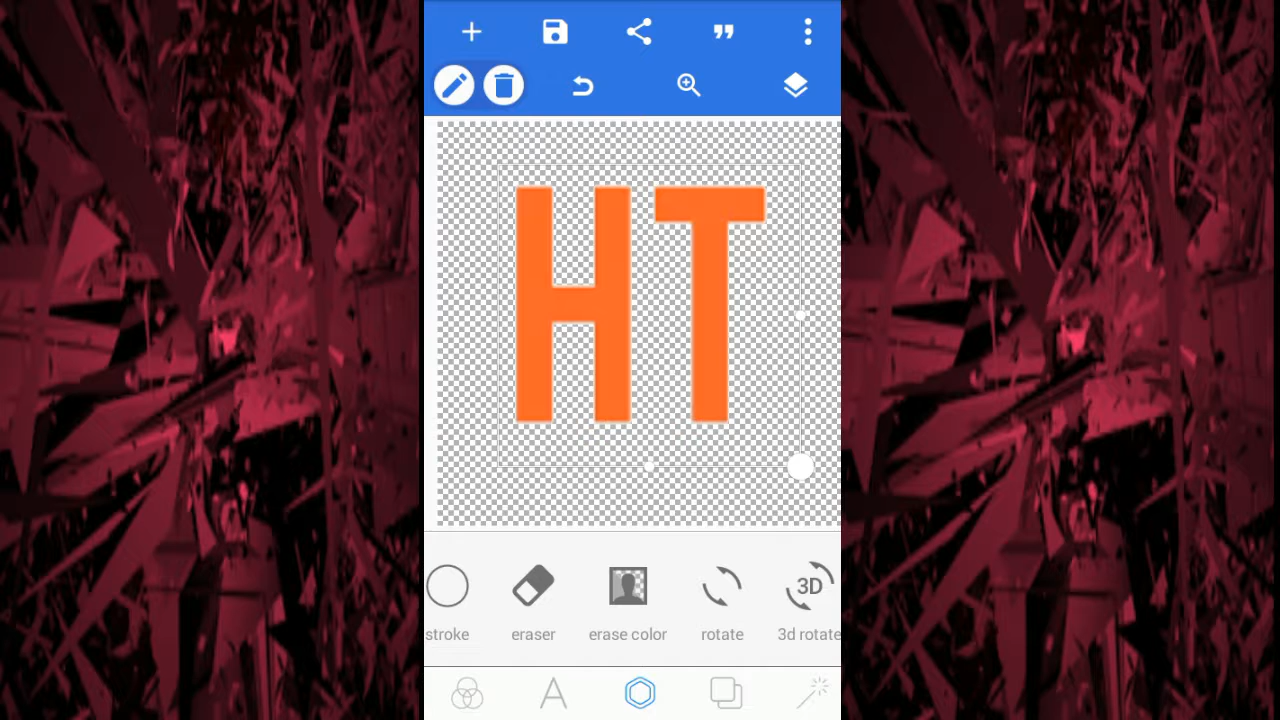 HT
3D
stroke
eraser
erase color
rotate
3d rotate